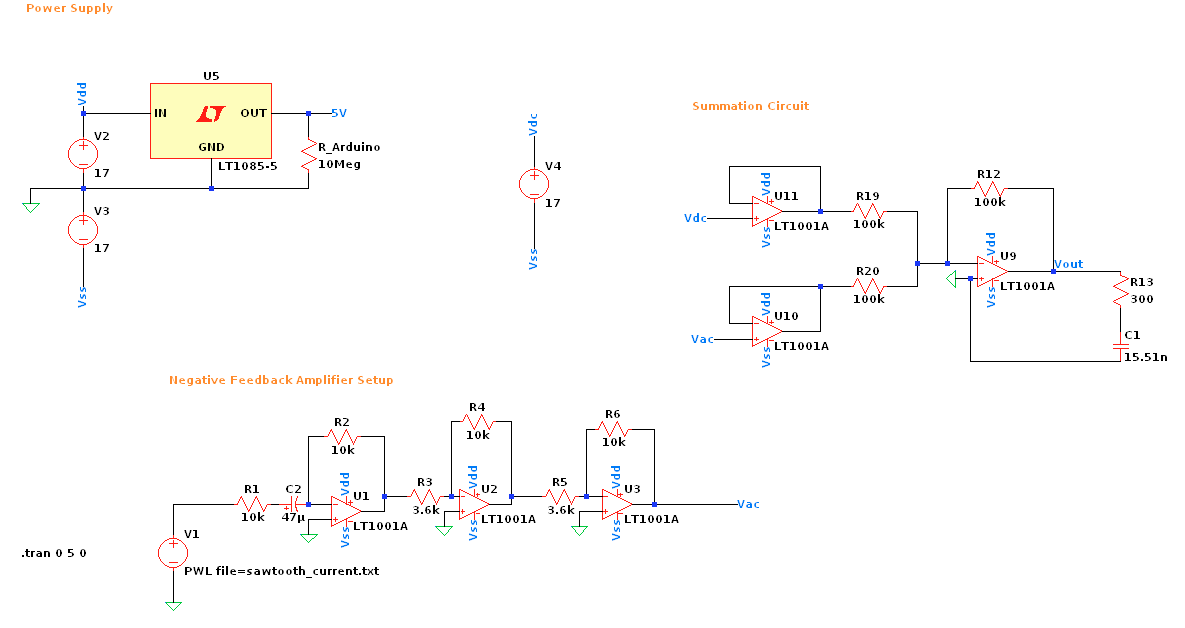 Power Supply
U5
Vdd
IN
OUT
5V
V2
17
GND
LT1085-5
R_Arduino
10Meg
V3
17
Vss
Vdc
V4
17
Vss
Summation Circuit
Vdd
U11
Vdc
LT1001A
Vss
R19
100k
R12
100k
Vdd
U10
Vac
LT1001A
Vss
R20
100k
Vdd
U9
LT1001A
Vss
Vout
R13
300
C1
15.51n
Negative Feedback Amplifier Setup
R2
10k
R4
10k
R6
10k
R1
10k
C2
47µ
Vdd
U1
LT1001A
Vss
R3
3.6k
Vdd
U2
LT1001A
Vss
R5
3.6k
Vdd
U3
LT1001A
Vss
Vac
V1
PWL file=sawtooth_current.txt
.tran 0 5 0